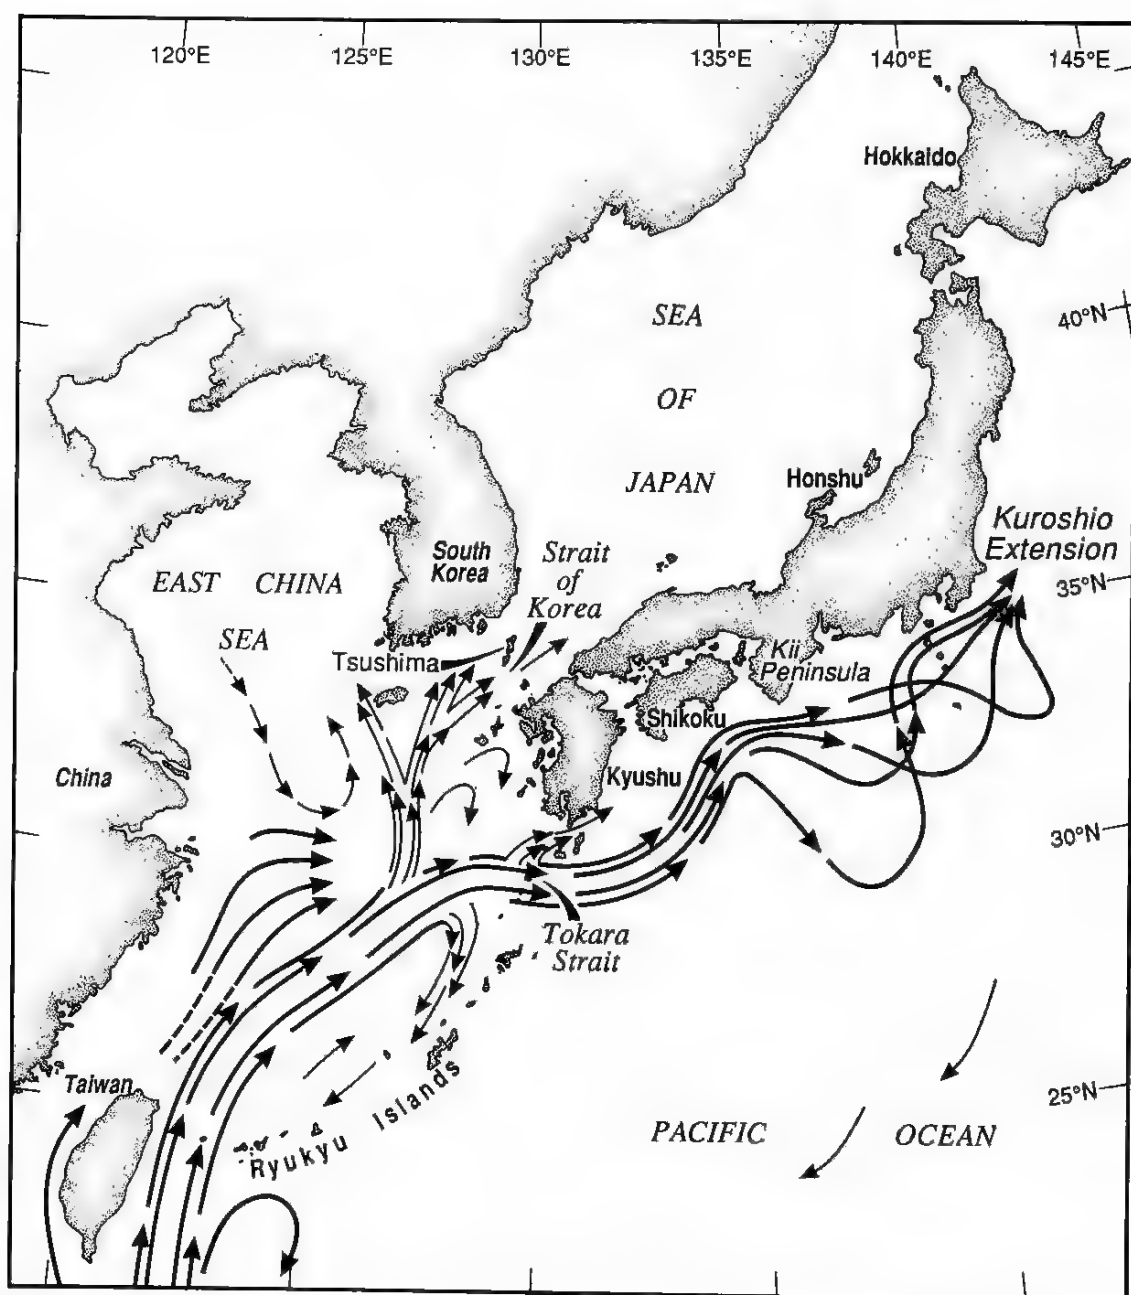 120°E
125°E
130°E
135°E
140°E
145°E
Hokkaido
SEA
40°N
OF
JAPAN
Honshu
Kuroshio
Extension
South
Korea
Strait
of
Korea
EAST CHINA
35°N
SEA
Tsushima
Kii
Peninsula
Shikoku
China
Kyushu
30°N
Tokara
Strait
Taiwan
25°N
Ryukyu Islands
PACIFIC OCEAN